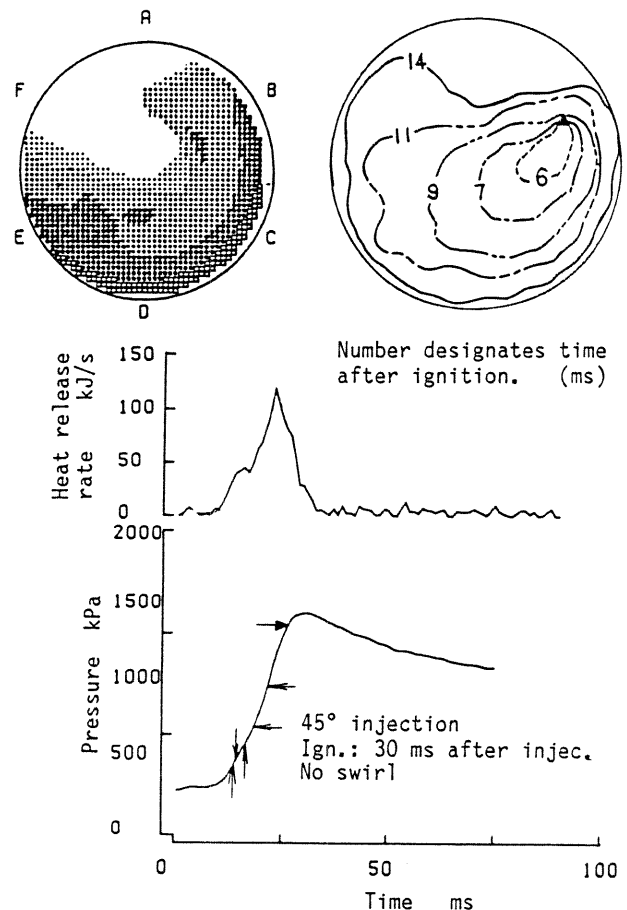 A
F
B
E
C
D
14
11
9
7
6
Number designates time
after ignition. (ms)
Heat release
rate kJ/s
150
100
50
0
Pressure kPa
2000
1500
1000
500
0
45° injection
Ign.: 30 ms after injec.
No swirl
0
50
100
Time ms